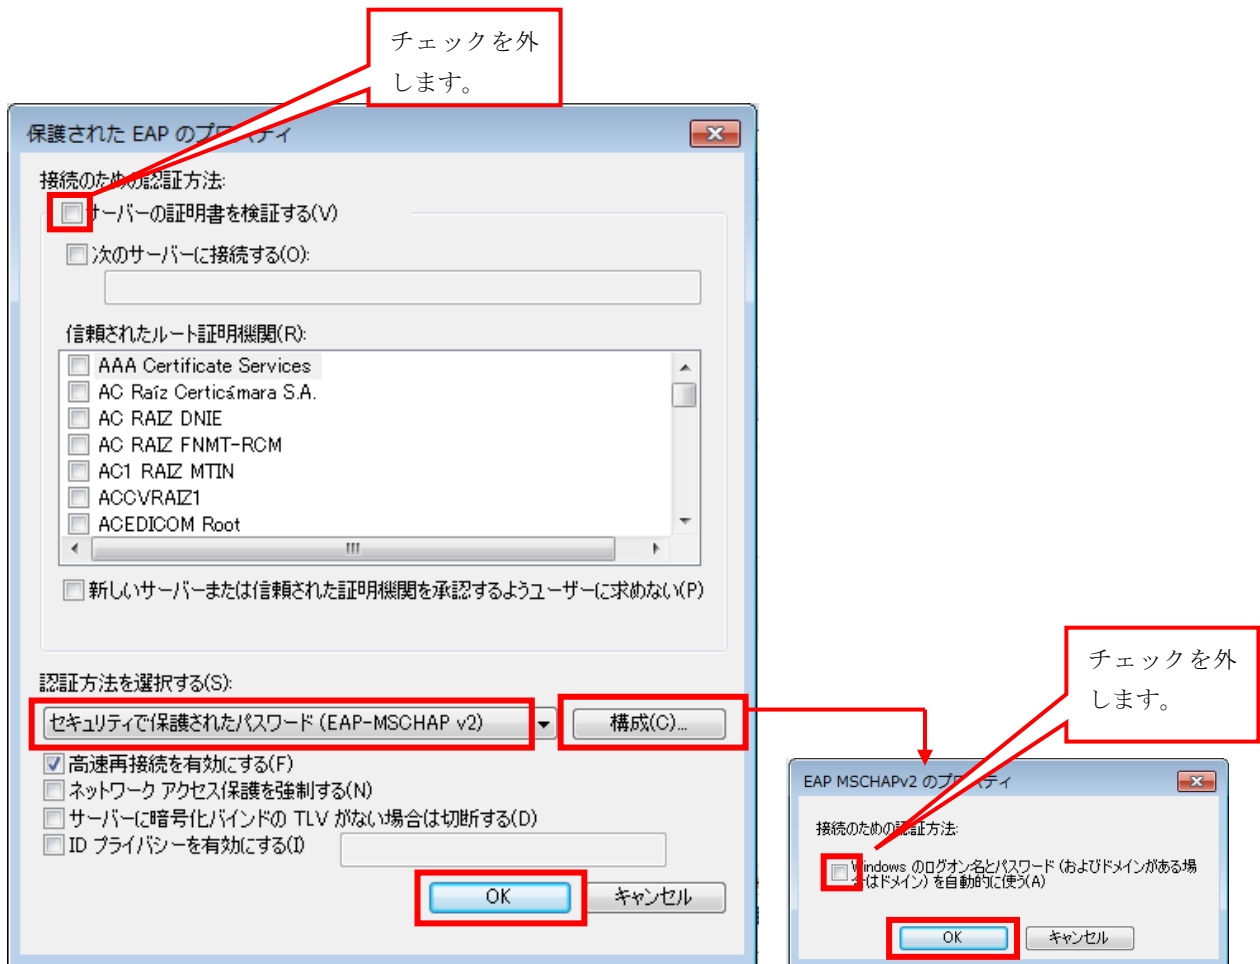 チェックを外
します。
保護された EAP のプロパティ
接続のための認証方法:
サーバーの証明書を検証する(V)
次のサーバーに接続する(O):
信頼されたルート証明機関(R):
AAA Certificate Services
AC Raíz Certicámara S.A.
AC RAIZ DNIE
AC RAIZ FNMT-RCM
AC1 RAIZ MTIN
ACCVRAIZ1
ACEDICOM Root
新しいサーバーまたは信頼された証明機関を承認するようユーザーに求めない(P)
認証方法を選択する(S):
セキュリティで保護されたパスワード (EAP-MSCHAP v2)
構成(C)...
高速再接続を有効にする(F)
ネットワーク アクセス保護を強制する(N)
サーバーに暗号化バインドの TLV がない場合は切断する(D)
ID プライバシーを有効にする(I)
OK
キャンセル
チェックを外
します。
EAP MSCHAPv2 のプロパティ
接続のための認証方法:
Windows のログオン名とパスワード (およびドメインがある場
合はドメイン) を自動的に使う(A)
OK
キャンセル